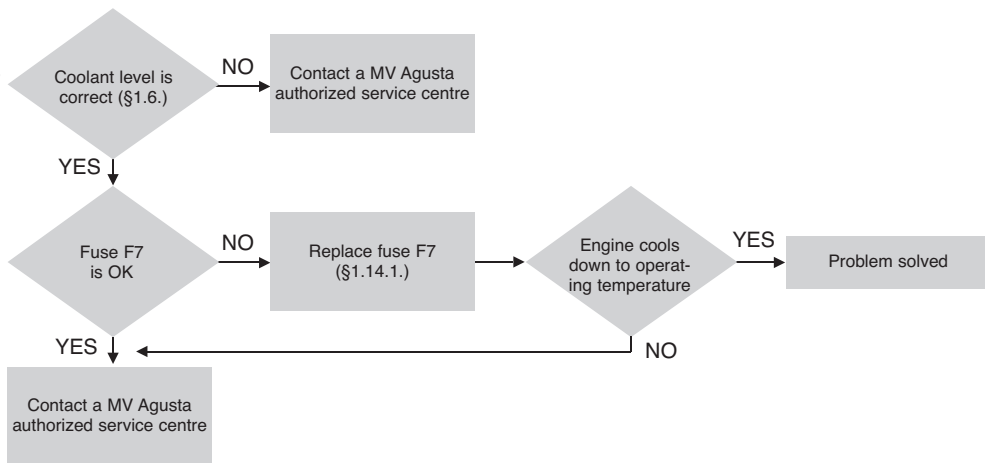 Coolant level is
correct (§1.6.)
NO
Contact a MV Agusta
authorized service centre
YES
Fuse F7
is OK
NO
Replace fuse F7
(§1.14.1.)
Engine cools
down to operat-
ing temperature
YES
Problem solved
YES
NO
Contact a MV Agusta
authorized service centre